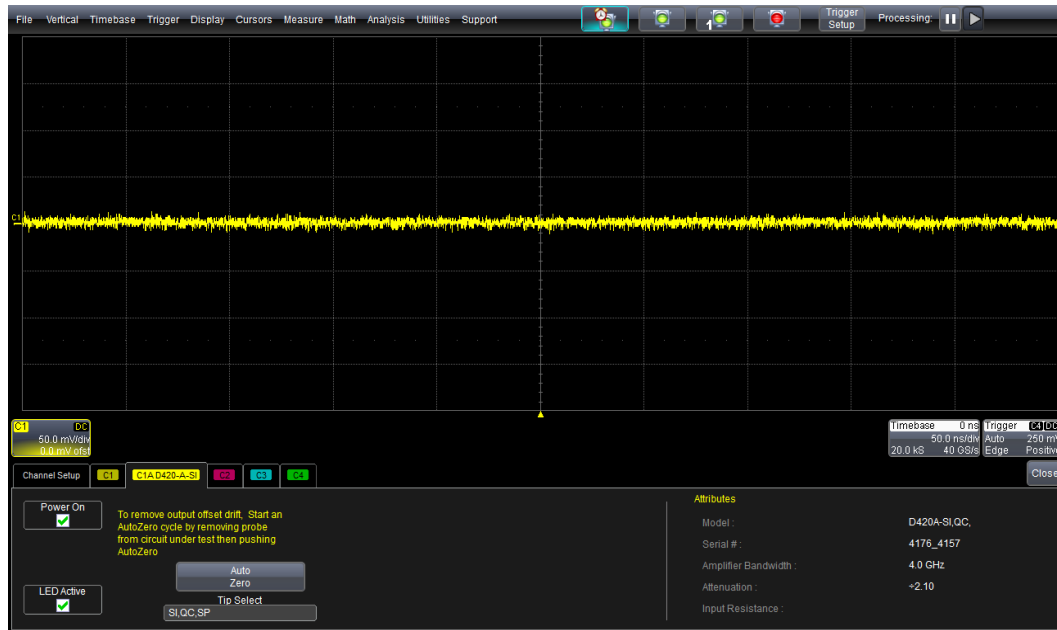 File Vertical Timebase Trigger Display Cursors Measure Math Analysis Utilities Support
1
Trigger
Setup
Processing:
C1
C1 DC
50.0 mV/div
0.0 mV ofst
Timebase 0 ns
50.0 ns/div
20.0 kS 40 GS/s
Trigger C4 DC
Auto 250 mV
Edge Positive
Channel Setup C1 C1A D420-A-SI C2 C3 C4
Close
Power On
To remove output offset drift, Start an
AutoZero cycle by removing probe
from circuit under test then pushing
AutoZero
Auto
Zero
LED Active
Tip Select
SI,QC,SP
Attributes
Model : D420A-SI,QC,
Serial # : 4176_4157
Amplifier Bandwidth : 4.0 GHz
Attenuation : ÷2.10
Input Resistance :